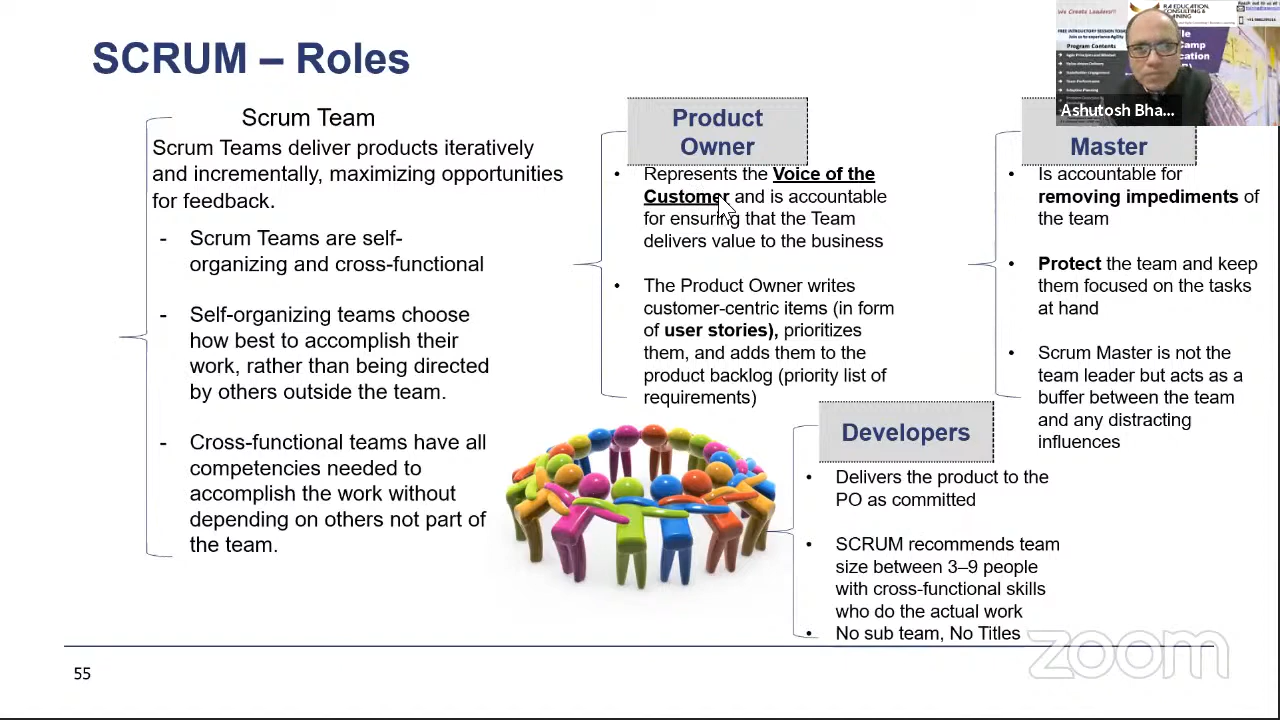 SCRUM – Roles
Scrum Team
Scrum Teams deliver products iteratively
and incrementally, maximizing opportunities
for feedback.
- Scrum Teams are self-
organizing and cross-functional
- Self-organizing teams choose
how best to accomplish their
work, rather than being directed
by others outside the team.
- Cross-functional teams have all
competencies needed to
accomplish the work without
depending on others not part of
the team.
Product
Owner
• Represents the Voice of the
Customer and is accountable
for ensuring that the Team
delivers value to the business
• The Product Owner writes
customer-centric items (in form
of user stories), prioritizes
them, and adds them to the
product backlog (priority list of
requirements)
Master
• Is accountable for
removing impediments of
the team
• Protect the team and keep
them focused on the tasks
at hand
• Scrum Master is not the
team leader but acts as a
buffer between the team
and any distracting
influences
Developers
• Delivers the product to the
PO as committed
• SCRUM recommends team
size between 3–9 people
with cross-functional skills
who do the actual work
• No sub team, No Titles
55
zoom
We Create Leaders!!
EDUCATION,
CONSULTING &
Program Contents
Ashutosh Bha...